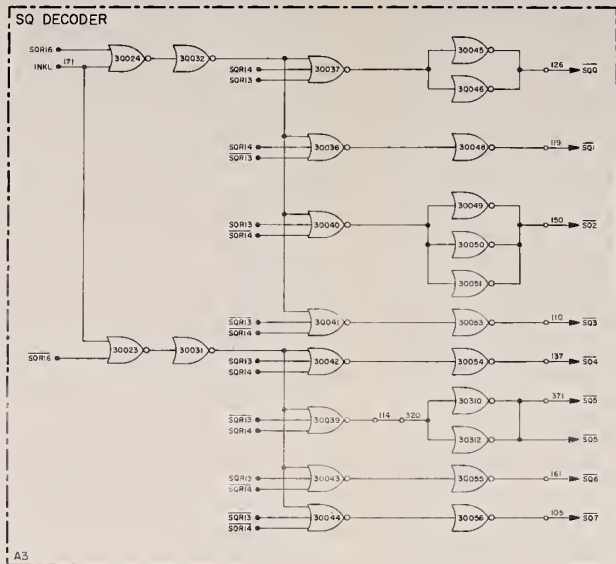 SQ DECODER
SQR16
INKL 171
30024 30032
SQR14
SQR13
30037
30045
30046
126 SQ0
SQR14
SQR13
30038
30048
119 SQ1
SQR13
SQR14
30040
30049
30050
30051
150 SQ2
SQR13
SQR14
30041
30053
110 SQ3
SQR16
30023 30031
SQR13
SQR14
30042
30054
137 SQ4
SQR13
SQR14
30039
114 320
30310
30312
371 SQ5
SQ5
SQR13
SQR14
30043
30055
161 SQ6
SQR13
SQR14
30044
30056
105 SQ7
A3